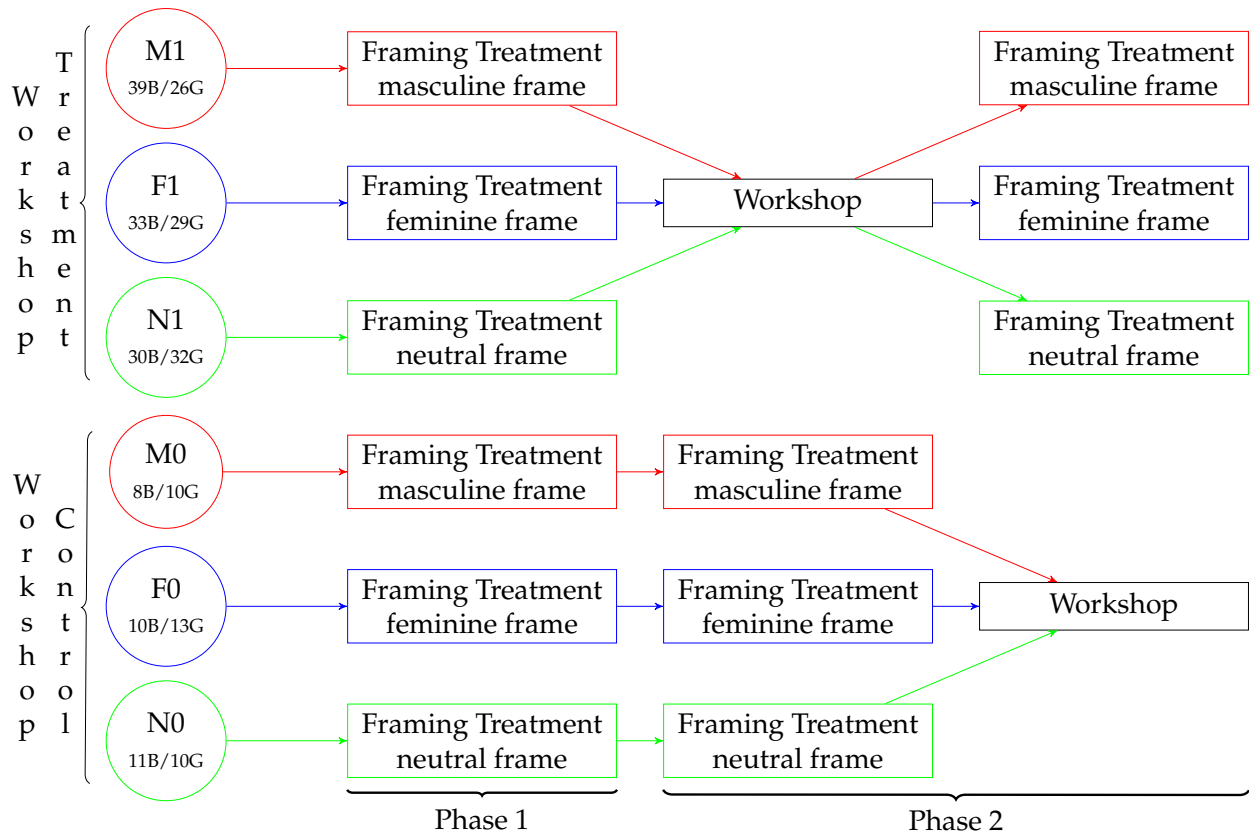 Workshop
Treatment
M1
39B/26G
Framing Treatment
masculine frame
Framing Treatment
masculine frame
F1
33B/29G
Framing Treatment
feminine frame
Workshop
Framing Treatment
feminine frame
N1
30B/32G
Framing Treatment
neutral frame
Framing Treatment
neutral frame
Workshop
Control
M0
8B/10G
Framing Treatment
masculine frame
Framing Treatment
masculine frame
F0
10B/13G
Framing Treatment
feminine frame
Framing Treatment
feminine frame
Workshop
N0
11B/10G
Framing Treatment
neutral frame
Framing Treatment
neutral frame
Phase 1
Phase 2